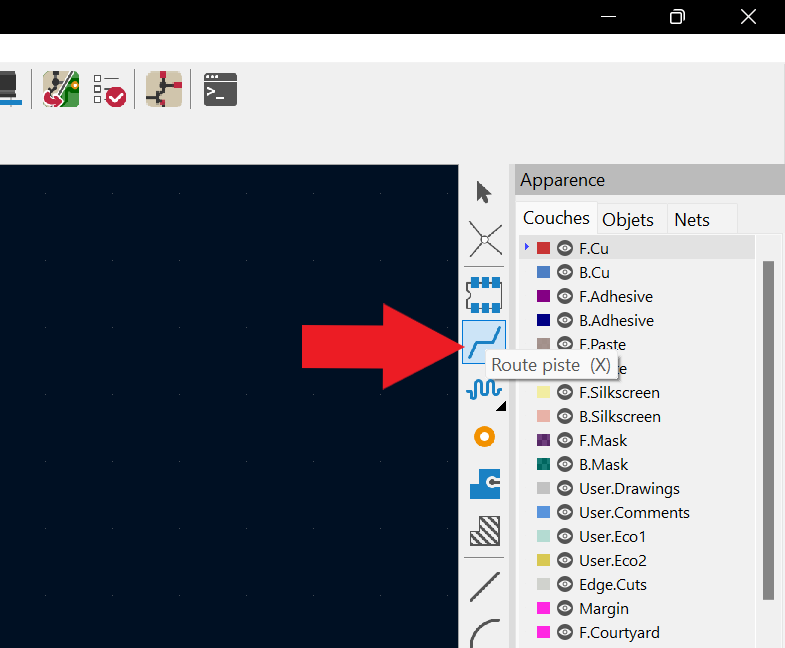 Apparence
Couches Objets Nets
F.Cu
B.Cu
F.Adhesive
B.Adhesive
F.Paste
Route piste (X)
F.Silkscreen
B.Silkscreen
F.Mask
B.Mask
User.Drawings
User.Comments
User.Eco1
User.Eco2
Edge.Cuts
Margin
F.Courtyard